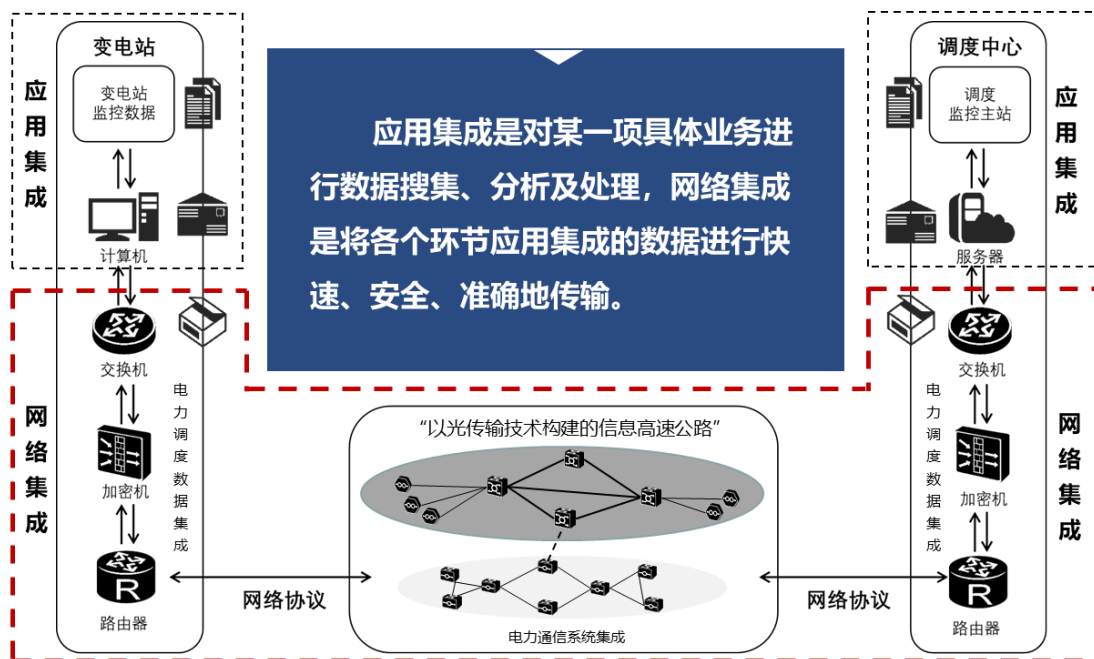 变电站
变电站
监控数据
应用集成
计算机
应用集成是对某一项具体业务进
行数据搜集、分析及处理，网络集成
是将各个环节应用集成的数据进行快
速、安全、准确地传输。
调度中心
调度
监控主站
应用集成
服务器
网络集成
交换机
电力调度数据集成
加密机
R
路由器
网络协议
“以光传输技术构建的信息高速公路”
电力通信系统集成
网络协议
交换机
电力调度数据集成
加密机
R
路由器
网络集成